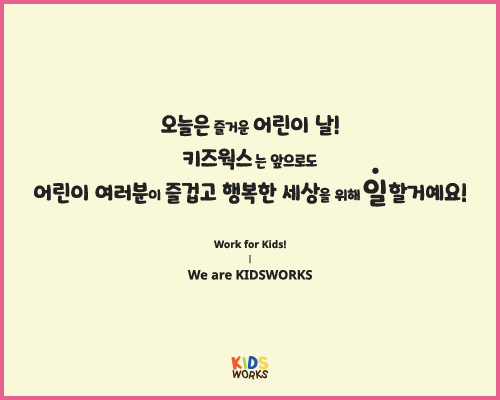 오늘은 즐거운 어린이 날!
키즈웍스는 앞으로도
어린이 여러분이 즐겁고 행복한 세상을 위해 일할거예요!
Work for Kids!
|
We are KIDSWORKS
KIDS
WORKS